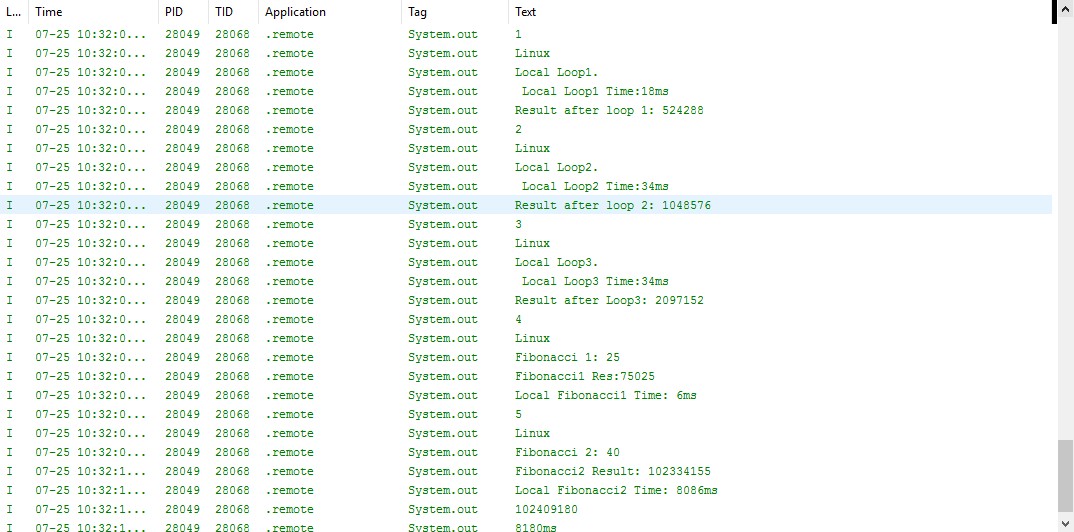 L... Time PID TID Application Tag Text
I 07-25 10:32:0... 28049 28068 .remote System.out 1
I 07-25 10:32:0... 28049 28068 .remote System.out Linux
I 07-25 10:32:0... 28049 28068 .remote System.out Local Loop1.
I 07-25 10:32:0... 28049 28068 .remote System.out Local Loop1 Time:18ms
I 07-25 10:32:0... 28049 28068 .remote System.out Result after loop 1: 524288
I 07-25 10:32:0... 28049 28068 .remote System.out 2
I 07-25 10:32:0... 28049 28068 .remote System.out Linux
I 07-25 10:32:0... 28049 28068 .remote System.out Local Loop2.
I 07-25 10:32:0... 28049 28068 .remote System.out Local Loop2 Time:34ms
I 07-25 10:32:0... 28049 28068 .remote System.out Result after loop 2: 1048576
I 07-25 10:32:0... 28049 28068 .remote System.out 3
I 07-25 10:32:0... 28049 28068 .remote System.out Linux
I 07-25 10:32:0... 28049 28068 .remote System.out Local Loop3.
I 07-25 10:32:0... 28049 28068 .remote System.out Local Loop3 Time:34ms
I 07-25 10:32:0... 28049 28068 .remote System.out Result after Loop3: 2097152
I 07-25 10:32:0... 28049 28068 .remote System.out 4
I 07-25 10:32:0... 28049 28068 .remote System.out Linux
I 07-25 10:32:0... 28049 28068 .remote System.out Fibonacci 1: 25
I 07-25 10:32:0... 28049 28068 .remote System.out Fibonacci1 Res:75025
I 07-25 10:32:0... 28049 28068 .remote System.out Local Fibonacci1 Time: 6ms
I 07-25 10:32:0... 28049 28068 .remote System.out 5
I 07-25 10:32:0... 28049 28068 .remote System.out Linux
I 07-25 10:32:0... 28049 28068 .remote System.out Fibonacci 2: 40
I 07-25 10:32:1... 28049 28068 .remote System.out Fibonacci2 Result: 102334155
I 07-25 10:32:1... 28049 28068 .remote System.out Local Fibonacci2 Time: 8086ms
I 07-25 10:32:1... 28049 28068 .remote System.out 102409180
I 07-25 10:32:1... 28049 28068 .remote System.out 8180ms